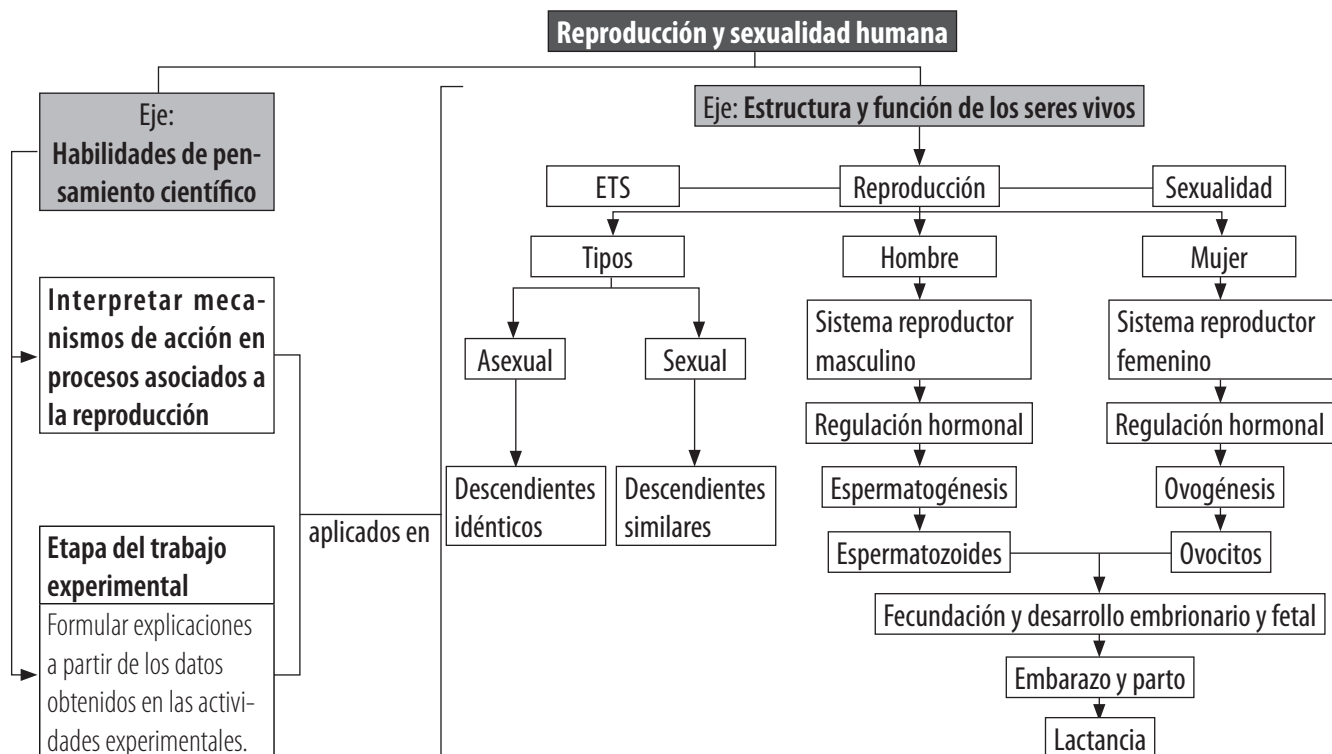 Reproducción y sexualidad humana
Eje:
Habilidades de pen-
samiento científico
Interpretar meca-
nismos de acción en
procesos asociados a
la reproducción
Etapa del trabajo
experimental
Formular explicaciones
a partir de los datos
obtenidos en las activi-
dades experimentales.
aplicados en
Eje: Estructura y función de los seres vivos
ETS
Reproducción
Sexualidad
Tipos
Hombre
Mujer
Asexual
Sexual
Descendientes
idénticos
Descendientes
similares
Sistema reproductor
masculino
Regulación hormonal
Espermatogénesis
Espermatozoides
Sistema reproductor
femenino
Regulación hormonal
Ovogénesis
Ovocitos
Fecundación y desarrollo embrionario y fetal
Embarazo y parto
Lactancia